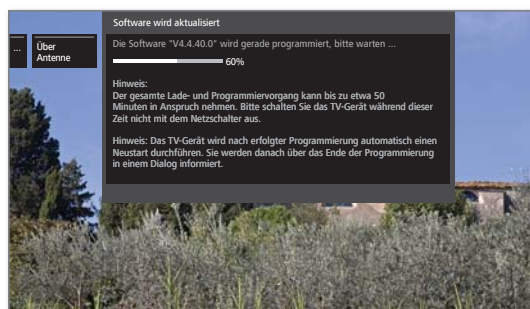 Software wird aktualisiert
...
Über
Antenne
Die Software "V4.4.40.0" wird gerade programmiert, bitte warten ...
60%
Hinweis:
Der gesamte Lade- und Programmiervorgang kann bis zu etwa 50
Minuten in Anspruch nehmen. Bitte schalten Sie das TV-Gerät während dieser
Zeit nicht mit dem Netzschalter aus.
Hinweis: Das TV-Gerät wird nach erfolgter Programmierung automatisch einen
Neustart durchführen. Sie werden danach über das Ende der Programmierung
in einem Dialog informiert.